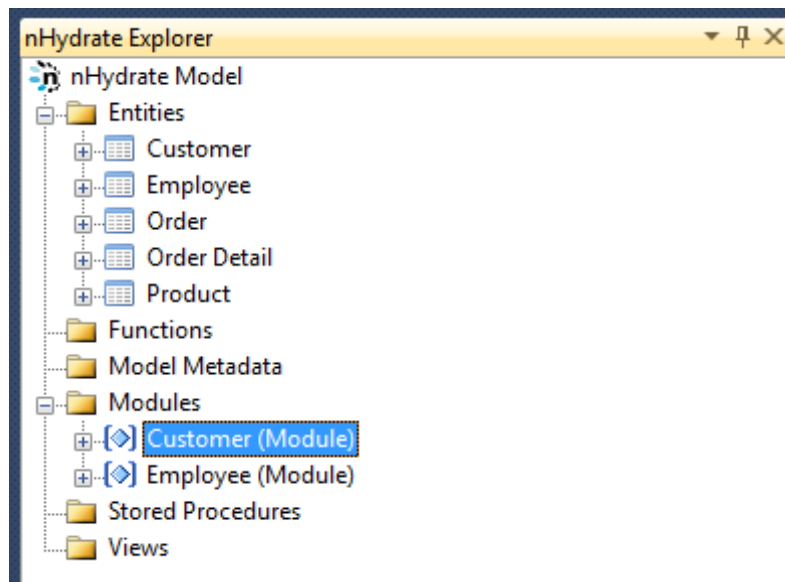 nHydrate Explorer
nHydrate Model
Entities
Customer
Employee
Order
Order Detail
Product
Functions
Model Metadata
Modules
Customer (Module)
Employee (Module)
Stored Procedures
Views